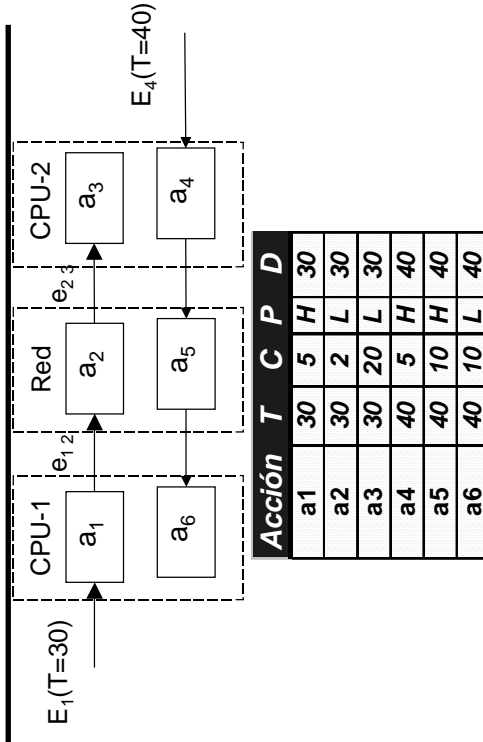 CPU-1
Red
CPU-2
E1(T=30)
a1
e1 2
a2
e2 3
a3
a6
a5
a4
E4(T=40)
Acción T C P D
a1 30 5 H 30
a2 30 2 L 30
a3 30 20 L 30
a4 40 5 H 40
a5 40 10 H 40
a6 40 10 L 40